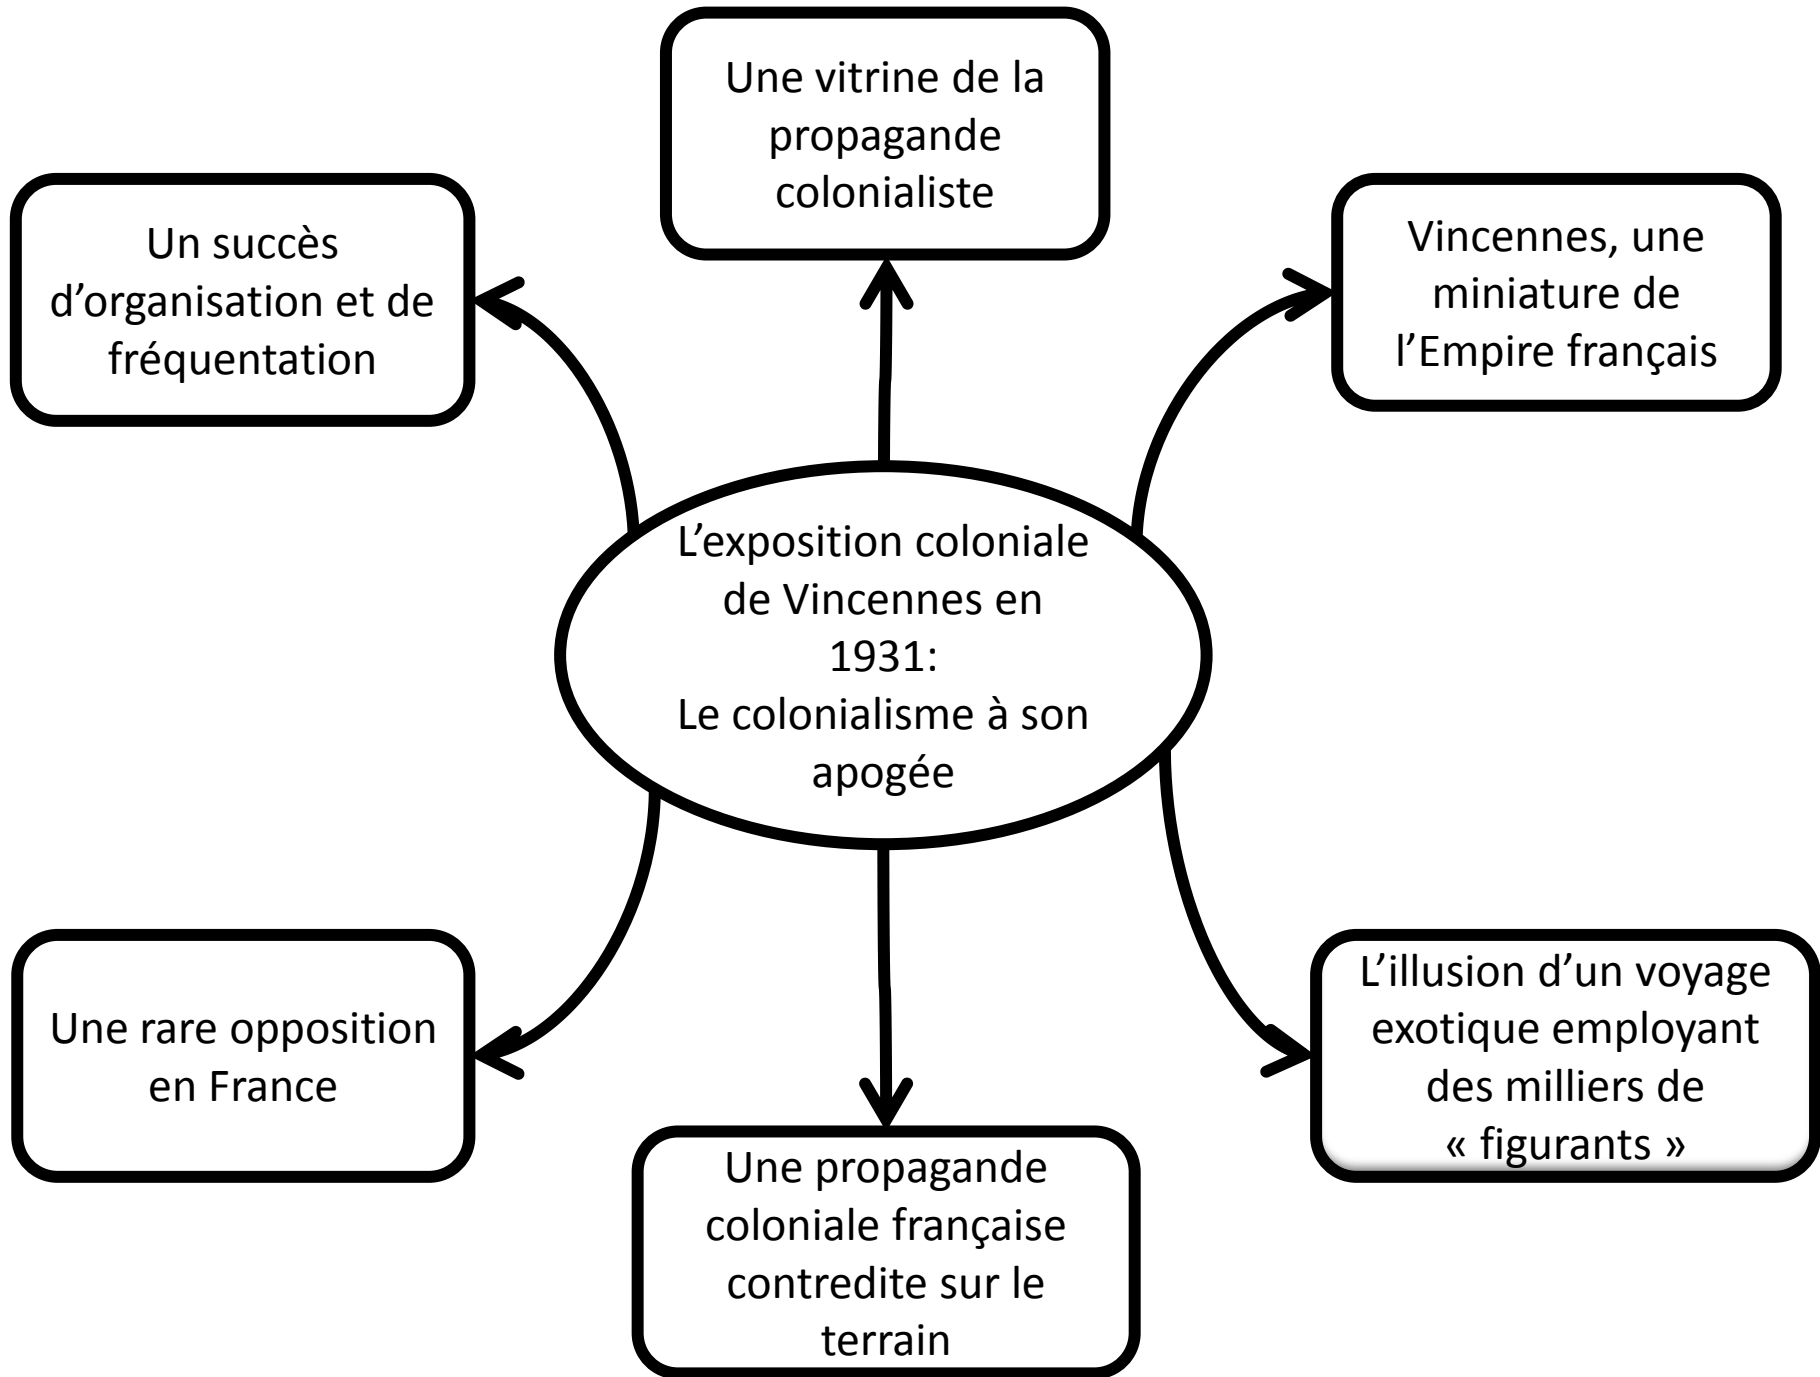 Une vitrine de la
propagande
colonialiste
Un succès
d’organisation et de
fréquentation
Vincennes, une
miniature de
l’Empire français
L’exposition coloniale
de Vincennes en
1931:
Le colonialisme à son
apogée
Une rare opposition
en France
L’illusion d’un voyage
exotique employant
des milliers de
« figurants »
Une propagande
coloniale française
contredite sur le
terrain